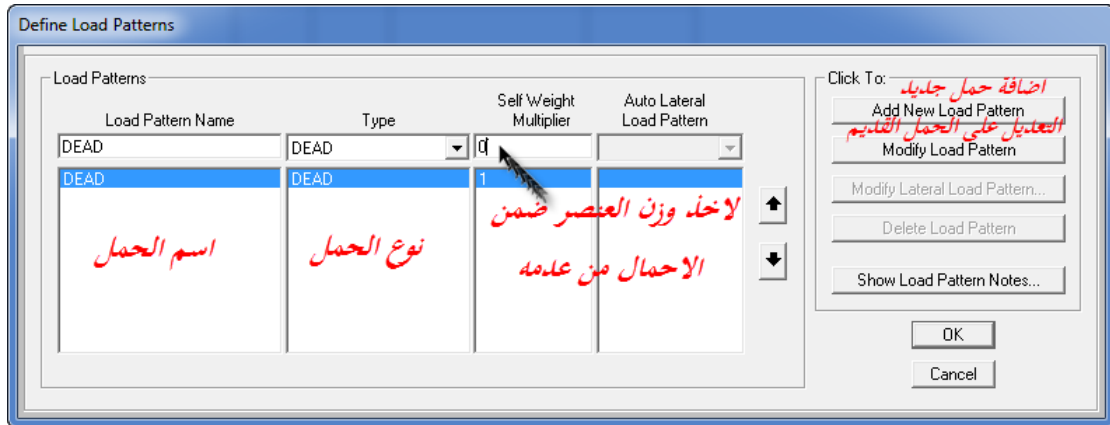 Define Load Patterns
Load Patterns
Load Pattern Name
Type
Self Weight
Multiplier
Auto Lateral
Load Pattern
DEAD
DEAD
0
DEAD
DEAD
1
اسم الحمل
نوع الحمل
لاخذ وزن العنصر ضمن
الاحمال من عدمه
Click To:
اضافة حمل جديد
Add New Load Pattern
التعديل على الحمل القديم
Modify Load Pattern
Modify Lateral Load Pattern...
Delete Load Pattern
Show Load Pattern Notes...
OK
Cancel